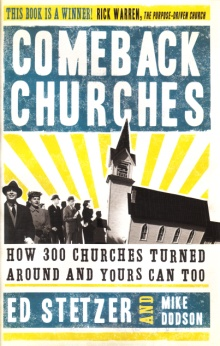 THIS BOOK IS A WINNER! RICK WARREN, THE PURPOSE-DRIVEN CHURCH
COMEBACK
CHURCHES
HOW 300 CHURCHES TURNED
AROUND AND YOURS CAN TOO
ED STETZER AND MIKE
DODSON